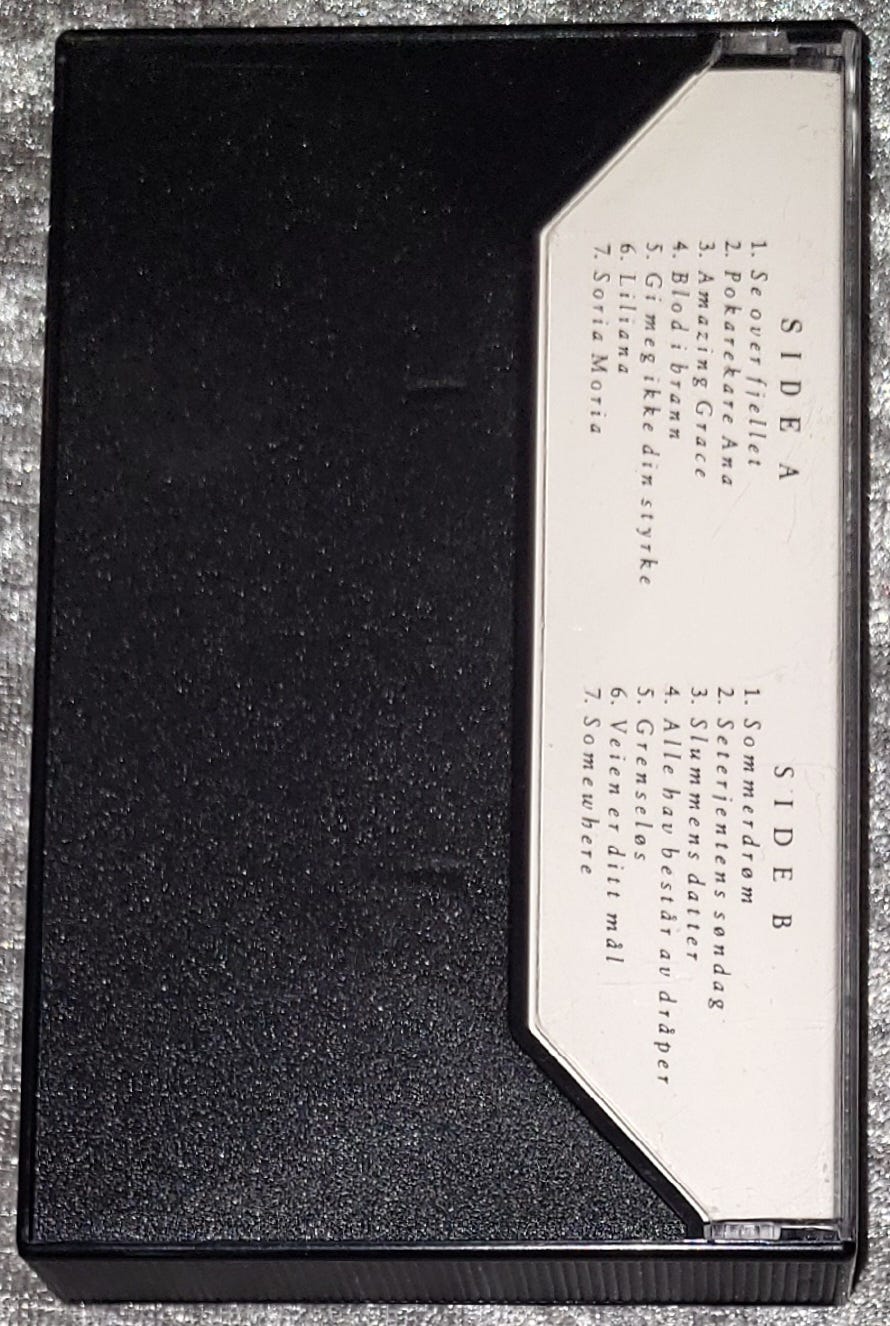 SIDE A
1. Se over fjellet
2. Pokarekare Ana
3. Amazing Grace
4. Blod i brann
5. Gi meg ikke din styrke
6. Liliana
7. Soria Moria
SIDE B
1. Sommerdrøm
2. Seterjentens søndag
3. Slummens datter
4. Alle hav består av dråper
5. Grenseløs
6. Veien er ditt mål
7. Somewhere